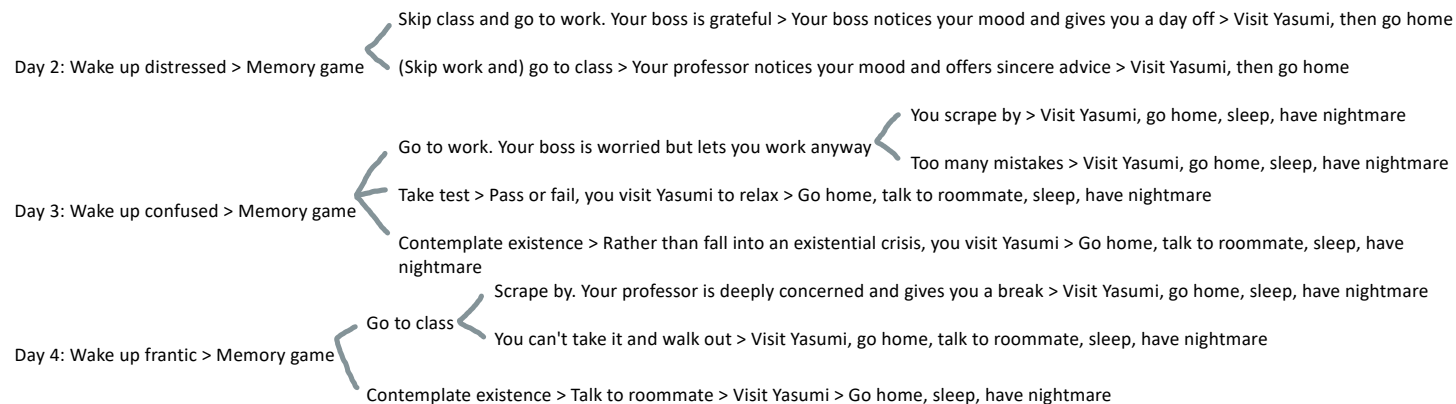 Skip class and go to work. Your boss is grateful > Your boss notices your mood and gives you a day off > Visit Yasumi, then go home
Day 2: Wake up distressed > Memory game
(Skip work and) go to class > Your professor notices your mood and offers sincere advice > Visit Yasumi, then go home
You scrape by > Visit Yasumi, go home, sleep, have nightmare
Go to work. Your boss is worried but lets you work anyway
Too many mistakes > Visit Yasumi, go home, sleep, have nightmare
Take test > Pass or fail, you visit Yasumi to relax > Go home, talk to roommate, sleep, have nightmare
Day 3: Wake up confused > Memory game
Contemplate existence > Rather than fall into an existential crisis, you visit Yasumi > Go home, talk to roommate, sleep, have
nightmare
Scrape by. Your professor is deeply concerned and gives you a break > Visit Yasumi, go home, sleep, have nightmare
Go to class
You can't take it and walk out > Visit Yasumi, go home, talk to roommate, sleep, have nightmare
Day 4: Wake up frantic > Memory game
Contemplate existence > Talk to roommate > Visit Yasumi > Go home, sleep, have nightmare